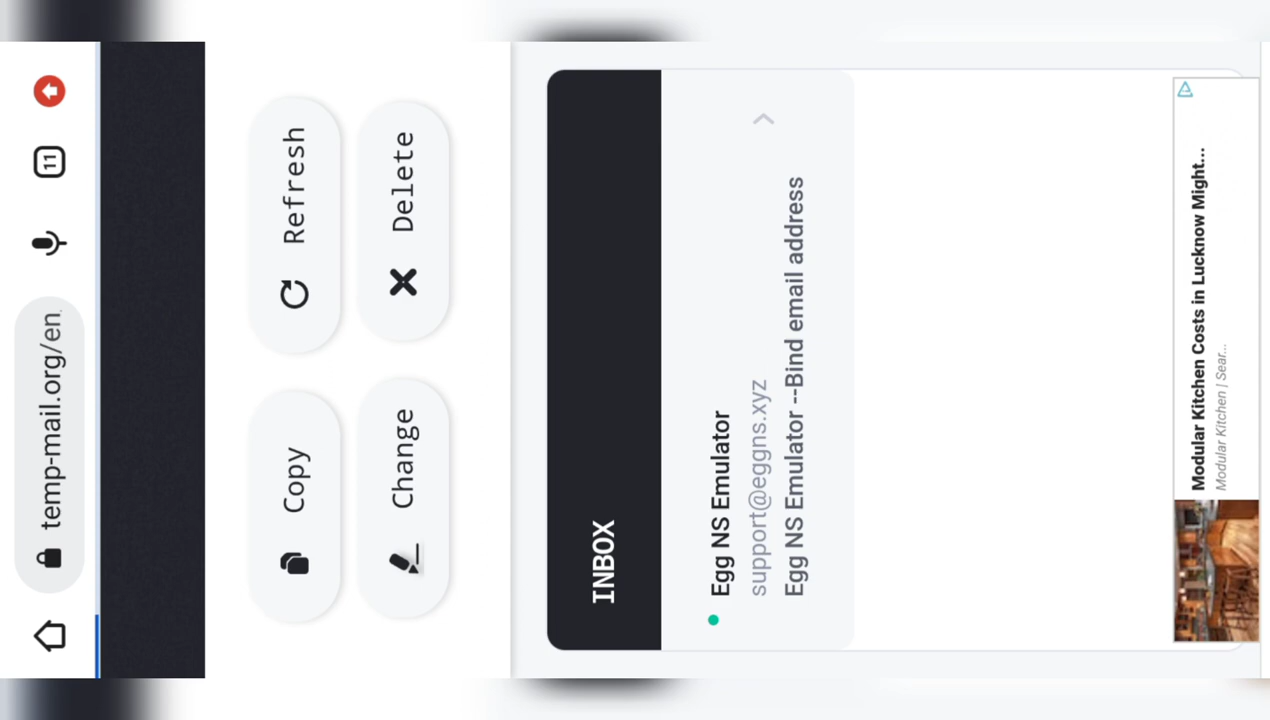 temp-mail.org/en
11
Copy
Refresh
Change
Delete
INBOX
Egg NS Emulator
support@eggns.xyz
Egg NS Emulator --Bind email address
Modular Kitchen Costs in Lucknow Might...
Modular Kitchen | Sear...